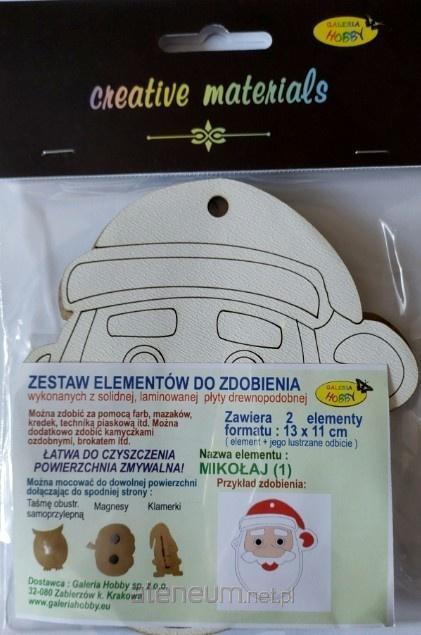 GALERIA
HOBBY
creative materials
ZESTAW ELEMENTÓW DO ZDOBIENIA
wykonanych z solidnej, laminowanej płyty drewnopodobnej
GALERIA
HOBBY
Można zdobić za pomocą farb, mazaków,
kredek, techniką piaskową itd. Można
dodatkowo zdobić kamyczkami
ozdobnymi, brokatem itd.
ŁATWA DO CZYSZCZENIA
POWIERZCHNIA ZMYWALNA!
Można mocować do dowolnej powierzchni
dołączając do spodniej strony :
Taśmę obustr.
samoprzylepną
Magnesy
Klamerki
Zawiera 2 elementy
formatu : 13 x 11 cm
( element + jego lustrzane odbicie )
Nazwa elementu :
MIKOŁAJ (1)
Przykład zdobienia:
Dostawca : Galeria Hobby sp. z o.o.
32-080 Zabierzów k. Krakowa
www.galeriahobby.eu
ateneum.net.pl